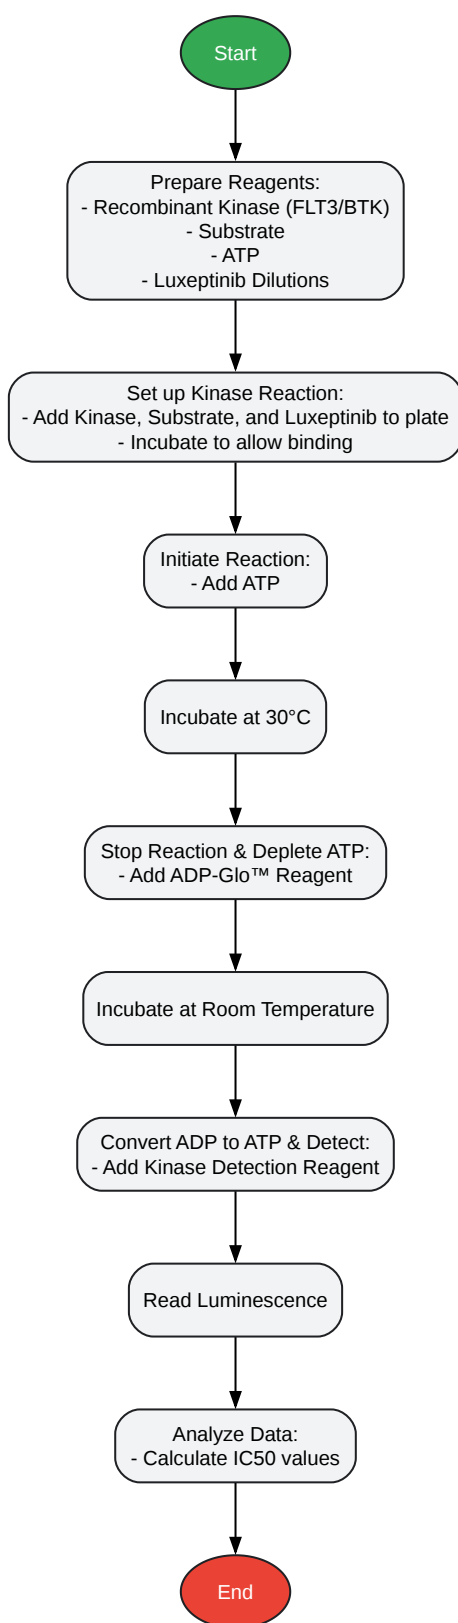 Start
Prepare Reagents:
- Recombinant Kinase (FLT3/BTK)
- Substrate
- ATP
- Luxeptinib Dilutions
Set up Kinase Reaction:
- Add Kinase, Substrate, and Luxeptinib to plate
- Incubate to allow binding
Initiate Reaction:
- Add ATP
Incubate at 30°C
Stop Reaction & Deplete ATP:
- Add ADP-Glo™ Reagent
Incubate at Room Temperature
Convert ADP to ATP & Detect:
- Add Kinase Detection Reagent
Read Luminescence
Analyze Data:
- Calculate IC50 values
End